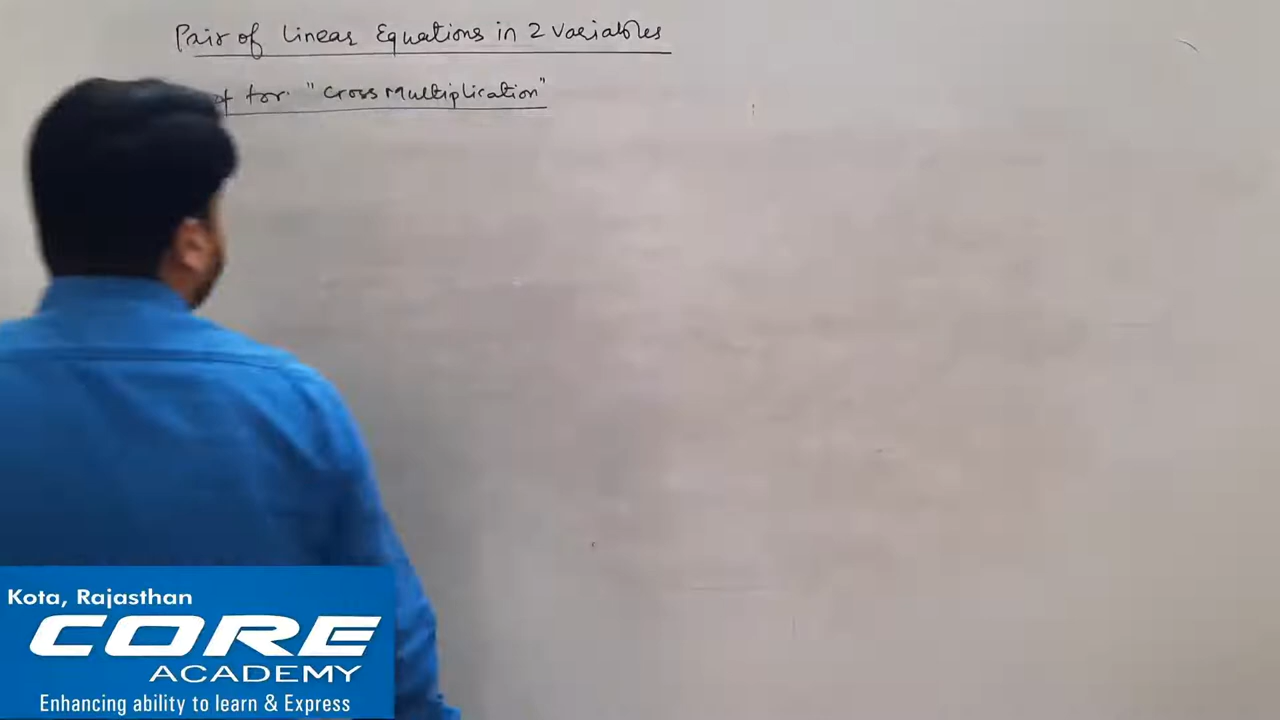 Pair of Linear Equations in 2 Variables
for "Cross Multiplication"
Kota, Rajasthan
CORE
ACADEMY
Enhancing ability to learn & Express